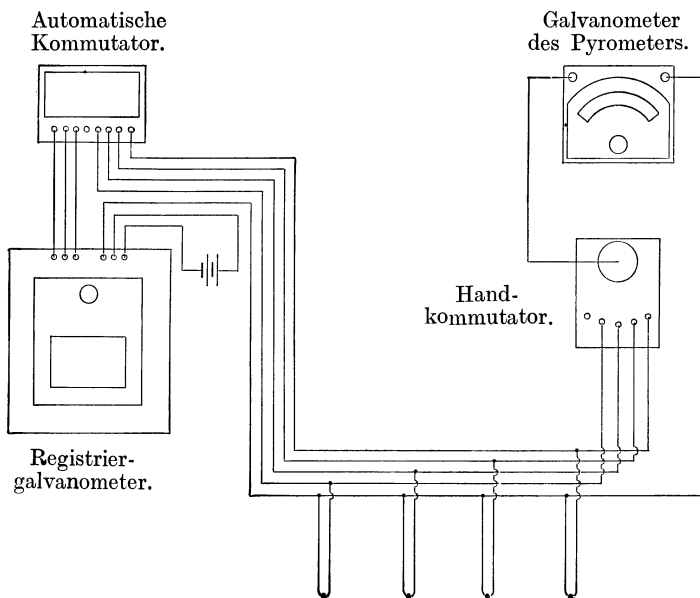 Automatische
Kommutator.
Galvanometer
des Pyrometers.
Hand-
kommutator.
Registrier-
galvanometer.